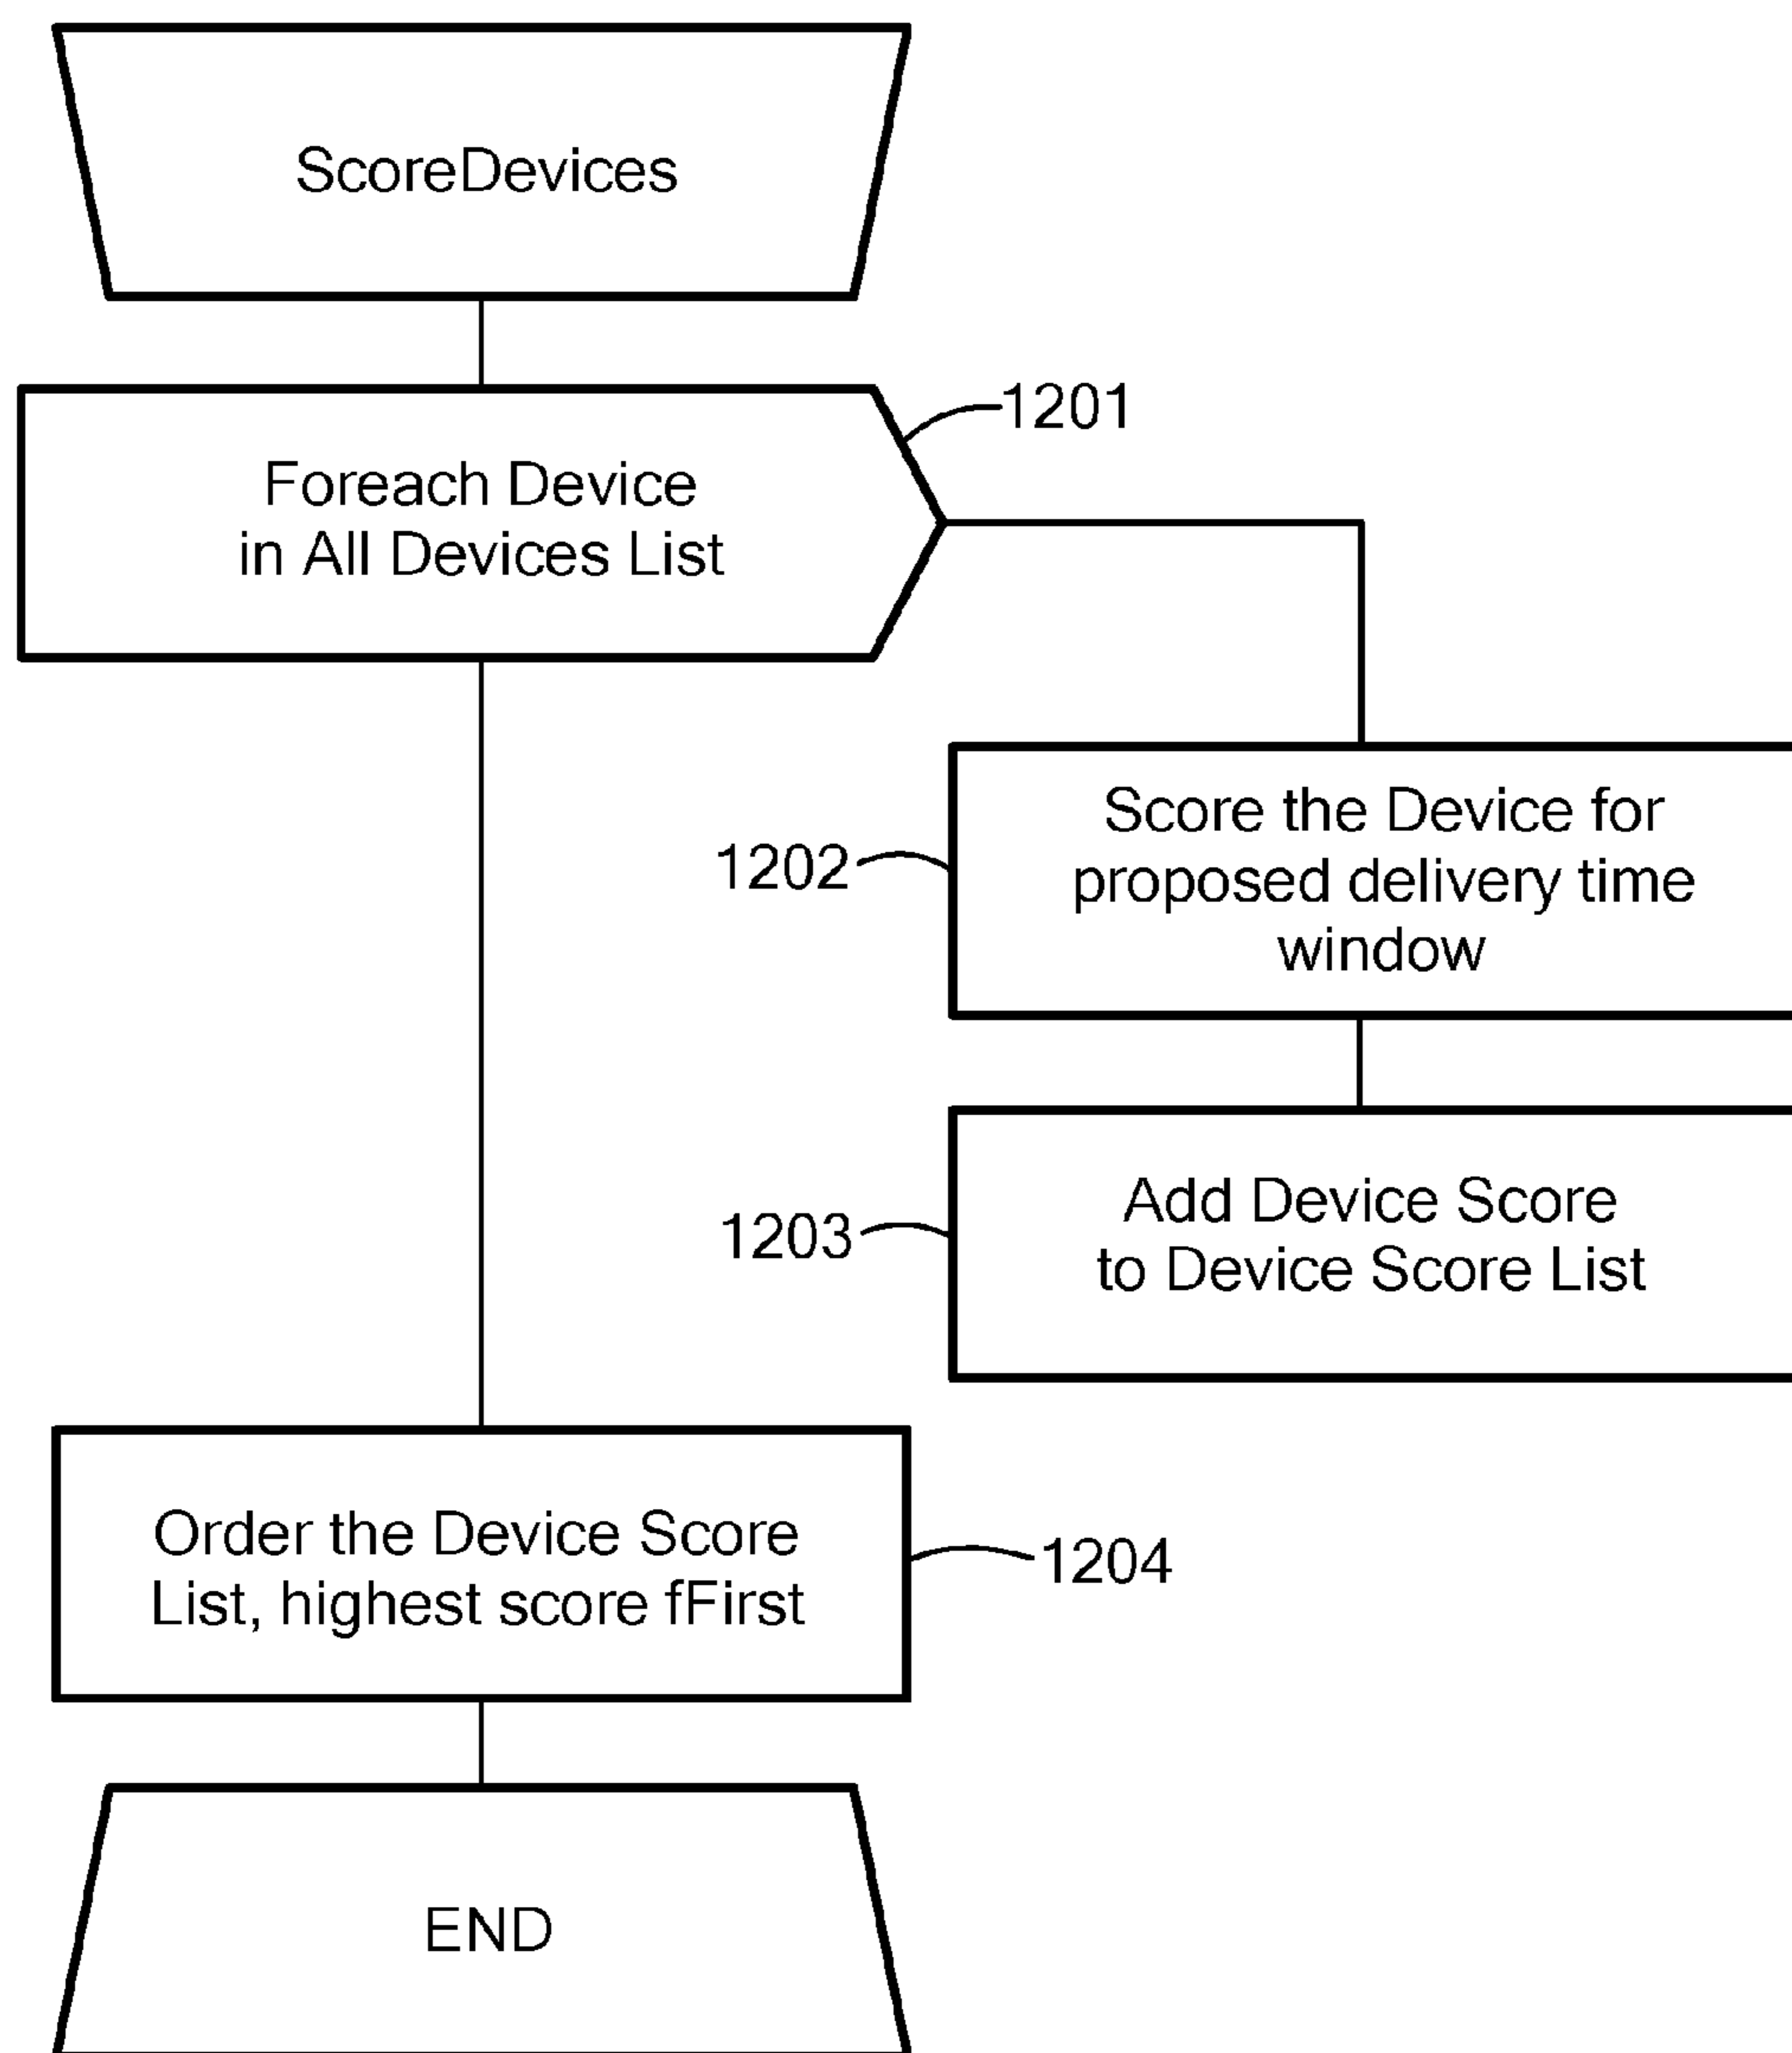 ScoreDevices
1201
Foreach Device
in All Devices List
Score the Device for
proposed delivery time
window
1202
Add Device Score
to Device Score List
1203
Order the Device Score
List, highest score fFirst
1204
END